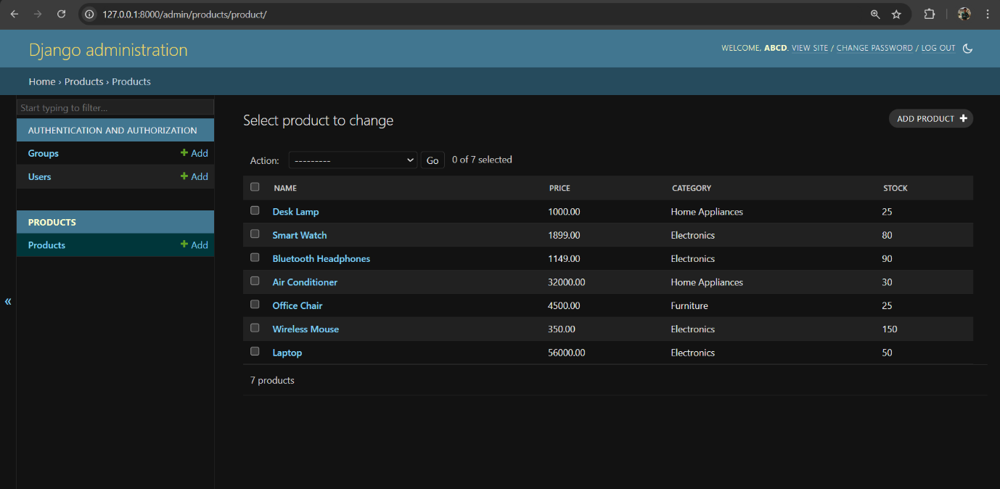 127.0.0.1:8000/admin/products/product/
Django administration
WELCOME, ABCD. VIEW SITE / CHANGE PASSWORD / LOG OUT
Home › Products › Products
Start typing to filter...
AUTHENTICATION AND AUTHORIZATION
Groups + Add
Users + Add
PRODUCTS
Products + Add
«
Select product to change
ADD PRODUCT +
Action: --------- Go 0 of 7 selected
NAME PRICE CATEGORY STOCK
Desk Lamp 1000.00 Home Appliances 25
Smart Watch 1899.00 Electronics 80
Bluetooth Headphones 1149.00 Electronics 90
Air Conditioner 32000.00 Home Appliances 30
Office Chair 4500.00 Furniture 25
Wireless Mouse 350.00 Electronics 150
Laptop 56000.00 Electronics 50
7 products